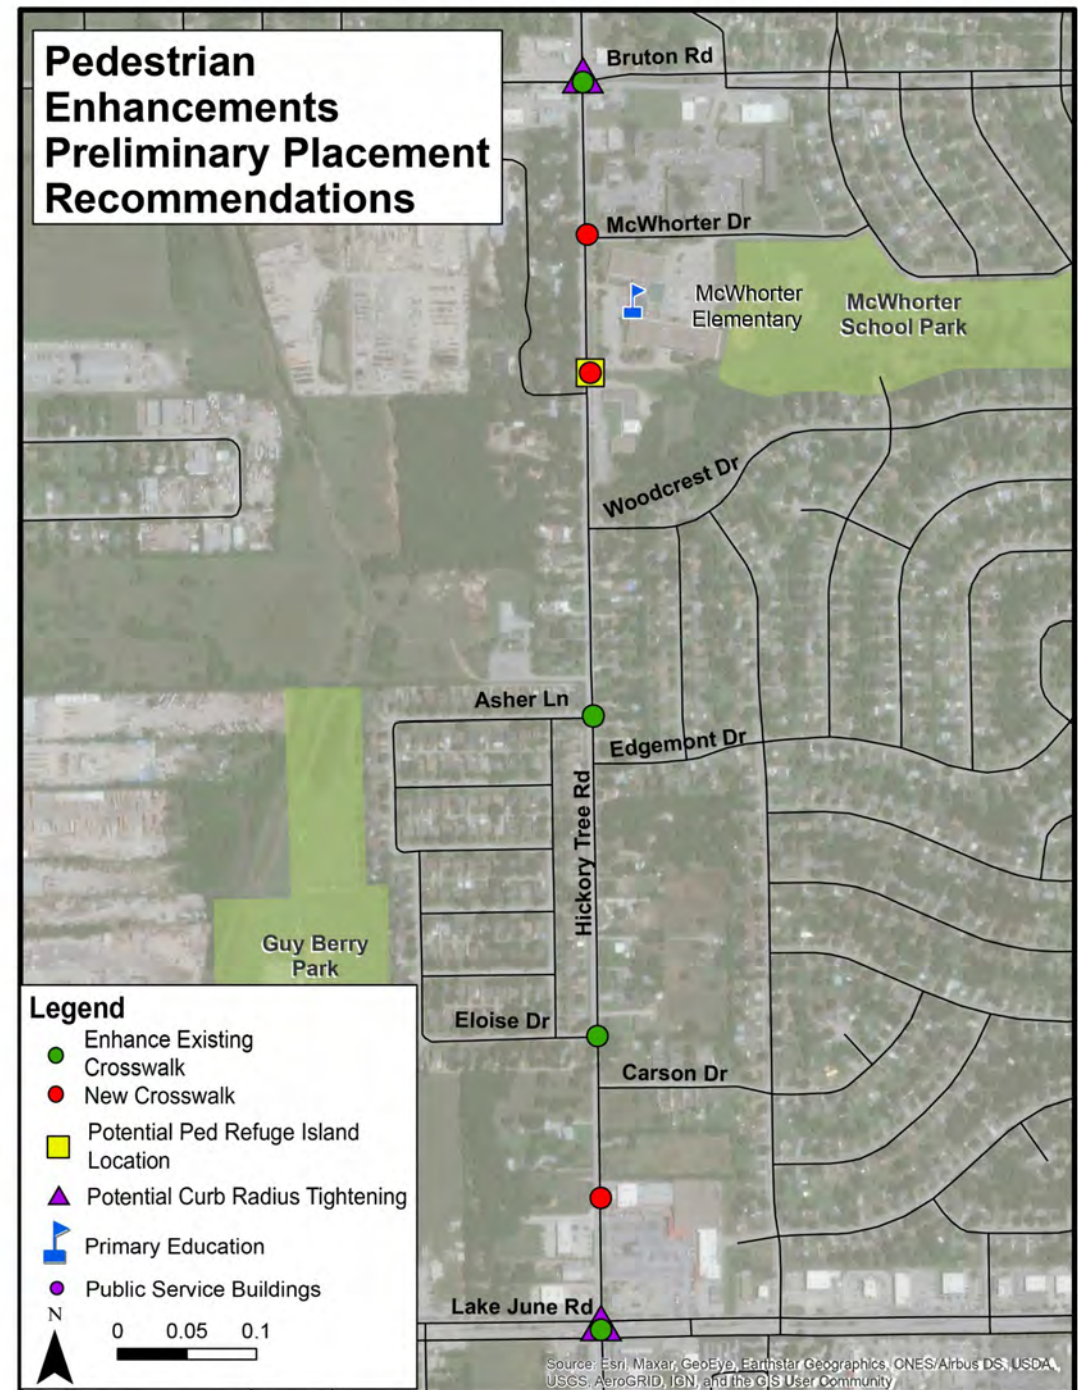 Pedestrian
Enhancements
Preliminary Placement
Recommendations
Bruton Rd
McWhorter Dr
McWhorter
Elementary
McWhorter
School Park
Woodcrest Dr
Asher Ln
Edgemont Dr
Hickory Tree Rd
Guy Berry
Park
Eloise Dr
Carson Dr
Lake June Rd
Legend
Enhance Existing
Crosswalk
New Crosswalk
Potential Ped Refuge Island
Location
Potential Curb Radius Tightening
Primary Education
Public Service Buildings
N
0 0.05 0.1
Source: Esri, Maxar, GeoEye, Earthstar Geographics, CNES/Airbus DS, USDA,
USGS, AeroGRID, IGN, and the GIS User Community